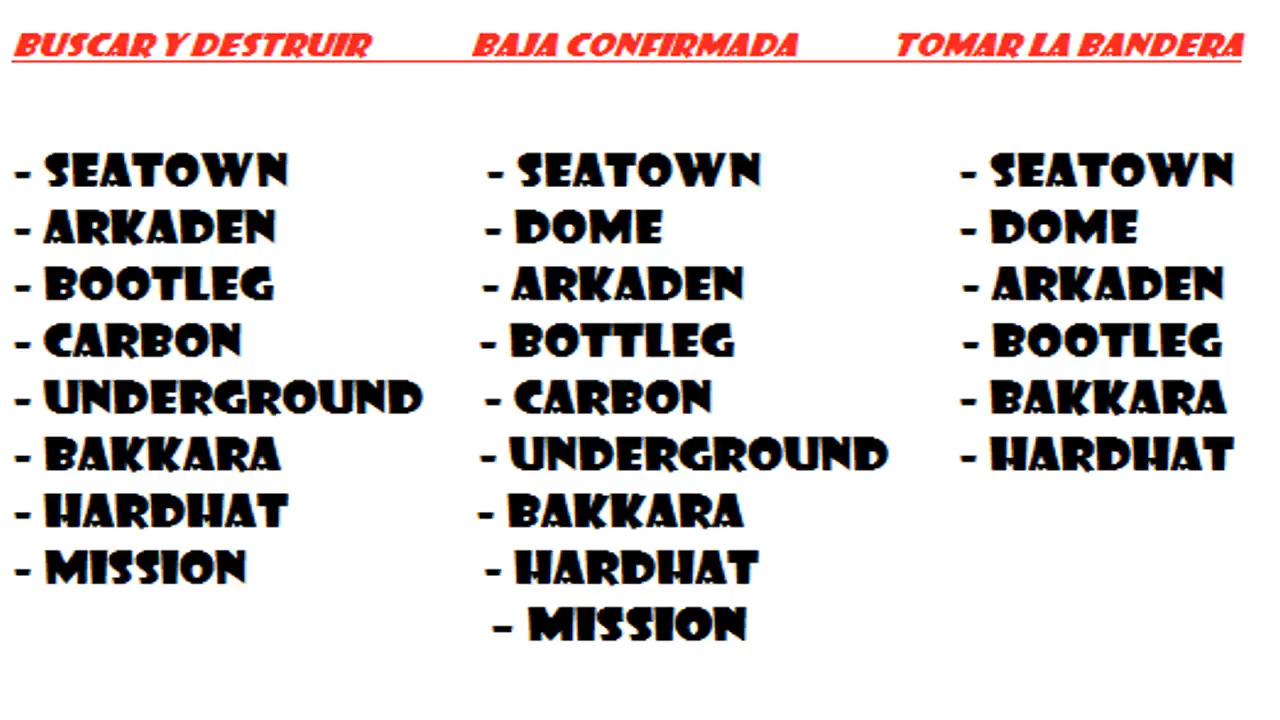 BUSCAR Y DESTRUIR BAJA CONFIRMADA TOMAR LA BANDERA
- SEATOWN - SEATOWN - SEATOWN
- ARKADEN - DOME - DOME
- BOOTLEG - ARKADEN - ARKADEN
- CARBON - BOTTLEG - BOOTLEG
- UNDERGROUND - CARBON - BAKKARA
- BAKKARA - UNDERGROUND - HARDHAT
- HARDHAT - BAKKARA
- MISSION - HARDHAT
- MISSION